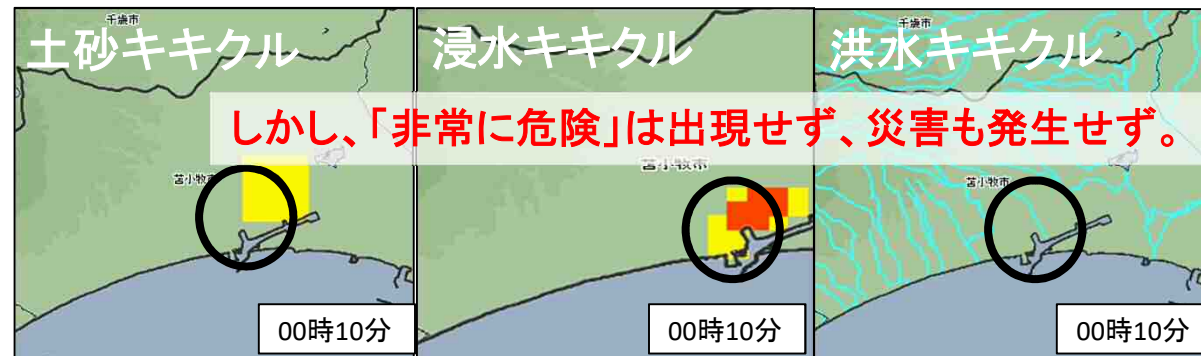 千歳市
土砂キキクル
苫小牧市
00時10分
浸水キキクル
苫小牧市
00時10分
千歳市
洪水キキクル
苫小牧市
00時10分
しかし、「非常に危険」は出現せず、災害も発生せず。